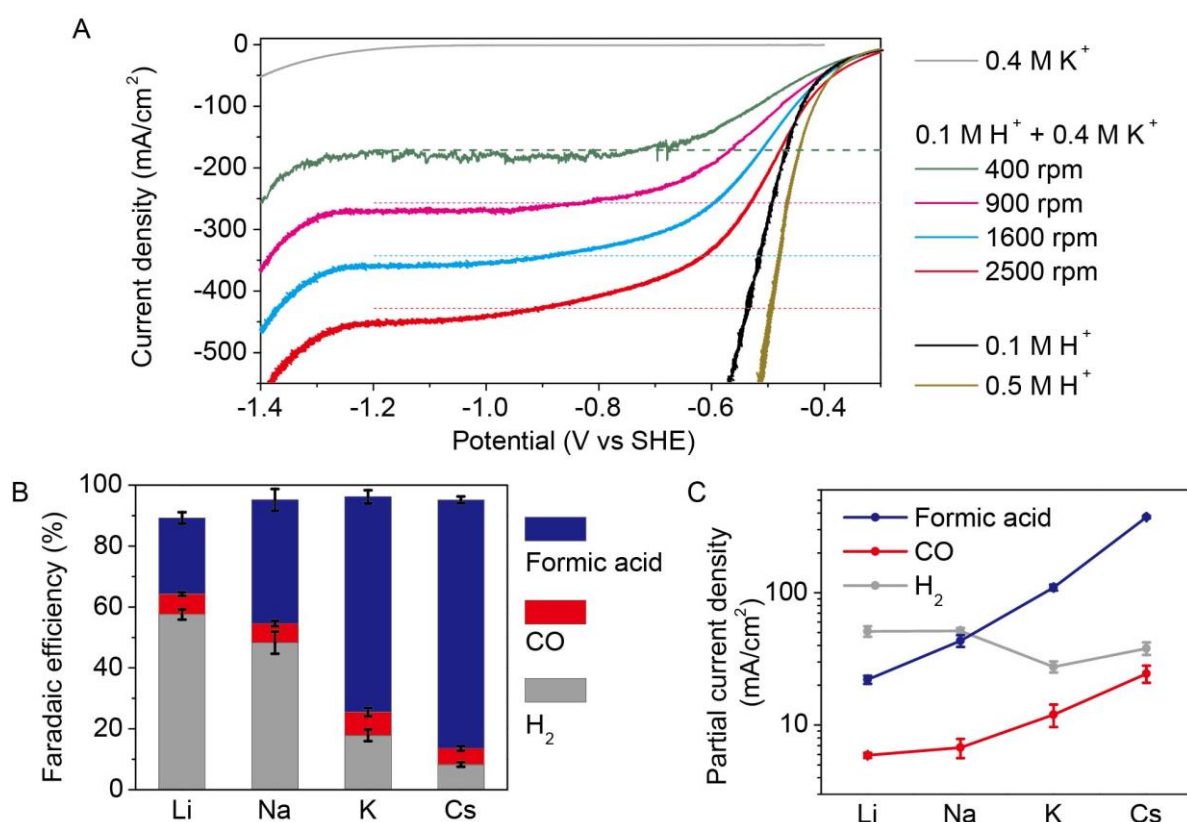 A
0
-100
-200
-300
-400
-500
Current density (mA/cm²)
-1.4 -1.2 -1.0 -0.8 -0.6 -0.4
Potential (V vs SHE)
0.4 M K⁺
0.1 M H⁺ + 0.4 M K⁺
400 rpm
900 rpm
1600 rpm
2500 rpm
0.1 M H⁺
0.5 M H⁺
B
100
80
60
40
20
0
Faradaic efficiency (%)
Li Na K Cs
Formic acid
CO
H₂
C
Formic acid
CO
H₂
100
10
Partial current density
(mA/cm²)
Li Na K Cs